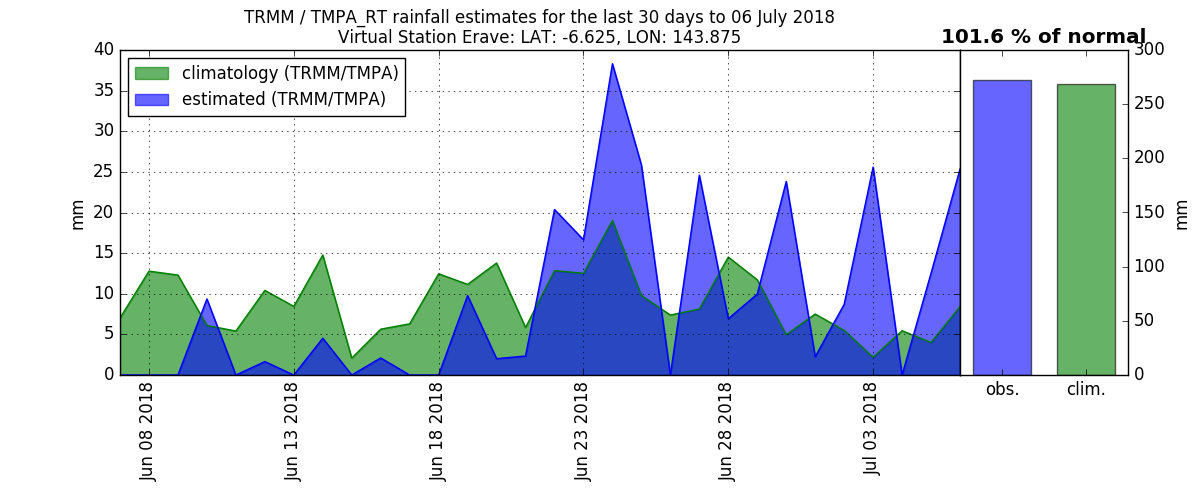 TRMM / TMPA_RT rainfall estimates for the last 30 days to 06 July 2018
Virtual Station Erave: LAT: -6.625, LON: 143.875
101.6 % of normal
climatology (TRMM/TMPA)
estimated (TRMM/TMPA)
mm
40
35
30
25
20
15
10
5
0
Jun 08 2018
Jun 13 2018
Jun 18 2018
Jun 23 2018
Jun 28 2018
Jul 03 2018
obs.
clim.
300
250
200
150
100
50
0
mm